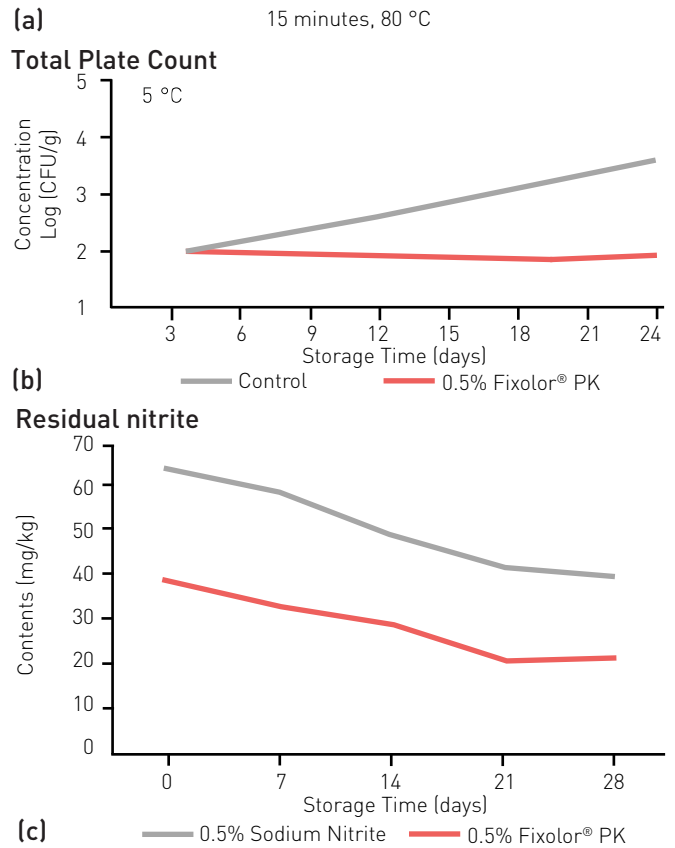 (a)
15 minutes, 80 °C
Total Plate Count
5 °C
Concentration
Log (CFU/g)
5
4
3
2
1
3 6 9 12 15 18 21 24
Storage Time (days)
(b)
Control 0.5% Fixolor® PK
Residual nitrite
Contents (mg/kg)
70
60
50
40
30
20
10
0
0 7 14 21 28
Storage Time (days)
(c)
0.5% Sodium Nitrite 0.5% Fixolor® PK